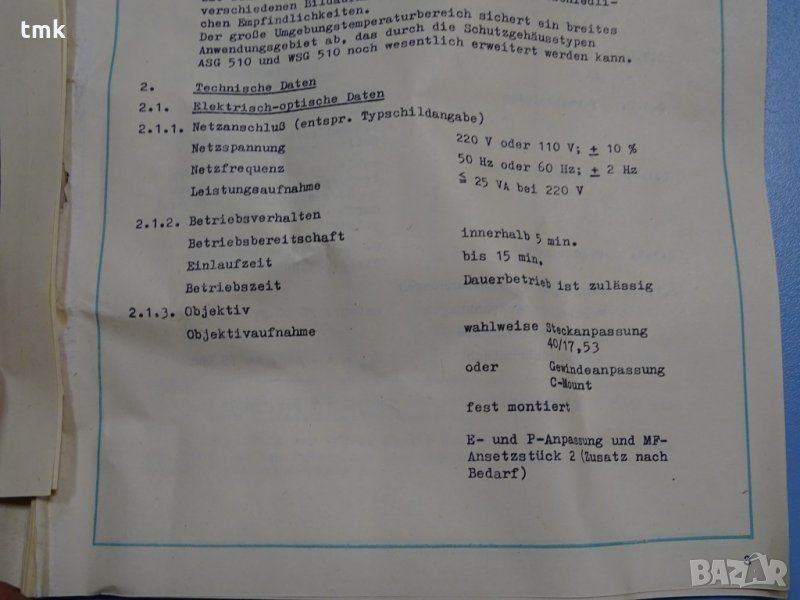 tmk
verschiedenen
chen Empfindlichkeiten.
Der große Umgebungstemperaturbereich sichert ein breites
Anwendungsgebiet ab, das durch die Schutzgehäusetypen
ASG 510 und WSG 510 noch wesentlich erweitert werden kann.
2. Technische Daten
2.1. Elektrisch-optische Daten
2.1.1. Netzanschluß (entspr. Typschildangabe)
Netzspannung 220 V oder 110 V; ± 10 %
Netzfrequenz 50 Hz oder 60 Hz; ± 2 Hz
Leistungsaufnahme ≦ 25 VA bei 220 V
2.1.2. Betriebsverhalten
Betriebsbereitschaft innerhalb 5 min.
Einlaufzeit bis 15 min.
Betriebszeit Dauerbetrieb ist zulässig
2.1.3. Objektiv
Objektivaufnahme wahlweise Steckanpassung
40/17,53
oder Gewindeanpassung
C-Mount
fest montiert
E- und P-Anpassung und MF-
Ansetzstück 2 (Zusatz nach
Bedarf)
BAZAR